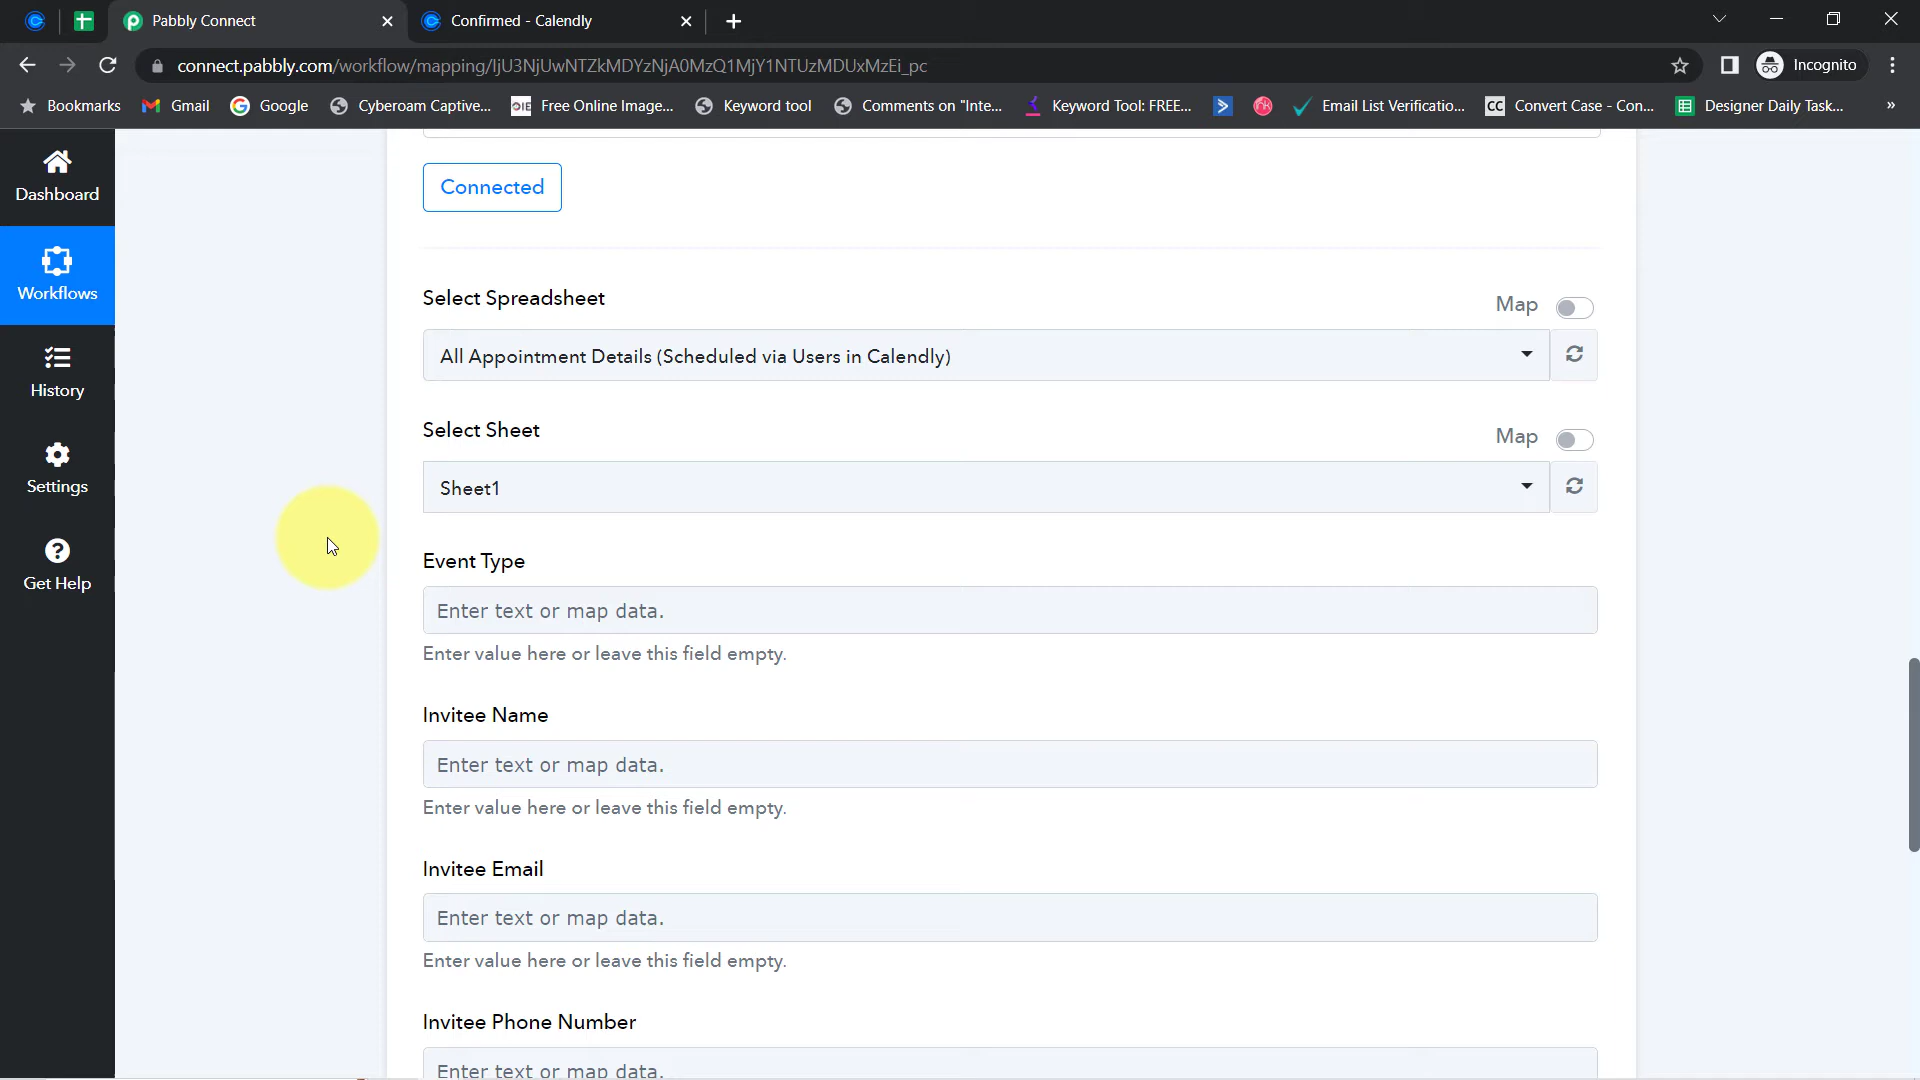 Pabbly Connect
Confirmed - Calendly
connect.pabbly.com/workflow/mapping/IjU3NjUwNTZkMDYzNjA0MzQ1MjY1NTUzMDUxMzEi_pc
Incognito
Bookmarks
Gmail
Google
Cyberoam Captive...
OIE Free Online Image...
Keyword tool
Comments on "Inte...
Keyword Tool: FREE...
Email List Verificatio...
CC Convert Case - Con...
Designer Daily Task...
»
Dashboard
Workflows
History
Settings
Get Help
Connected
Select Spreadsheet
Map
All Appointment Details (Scheduled via Users in Calendly)
Select Sheet
Map
Sheet1
Event Type
Enter text or map data.
Enter value here or leave this field empty.
Invitee Name
Enter text or map data.
Enter value here or leave this field empty.
Invitee Email
Enter text or map data.
Enter value here or leave this field empty.
Invitee Phone Number
Enter text or map data.